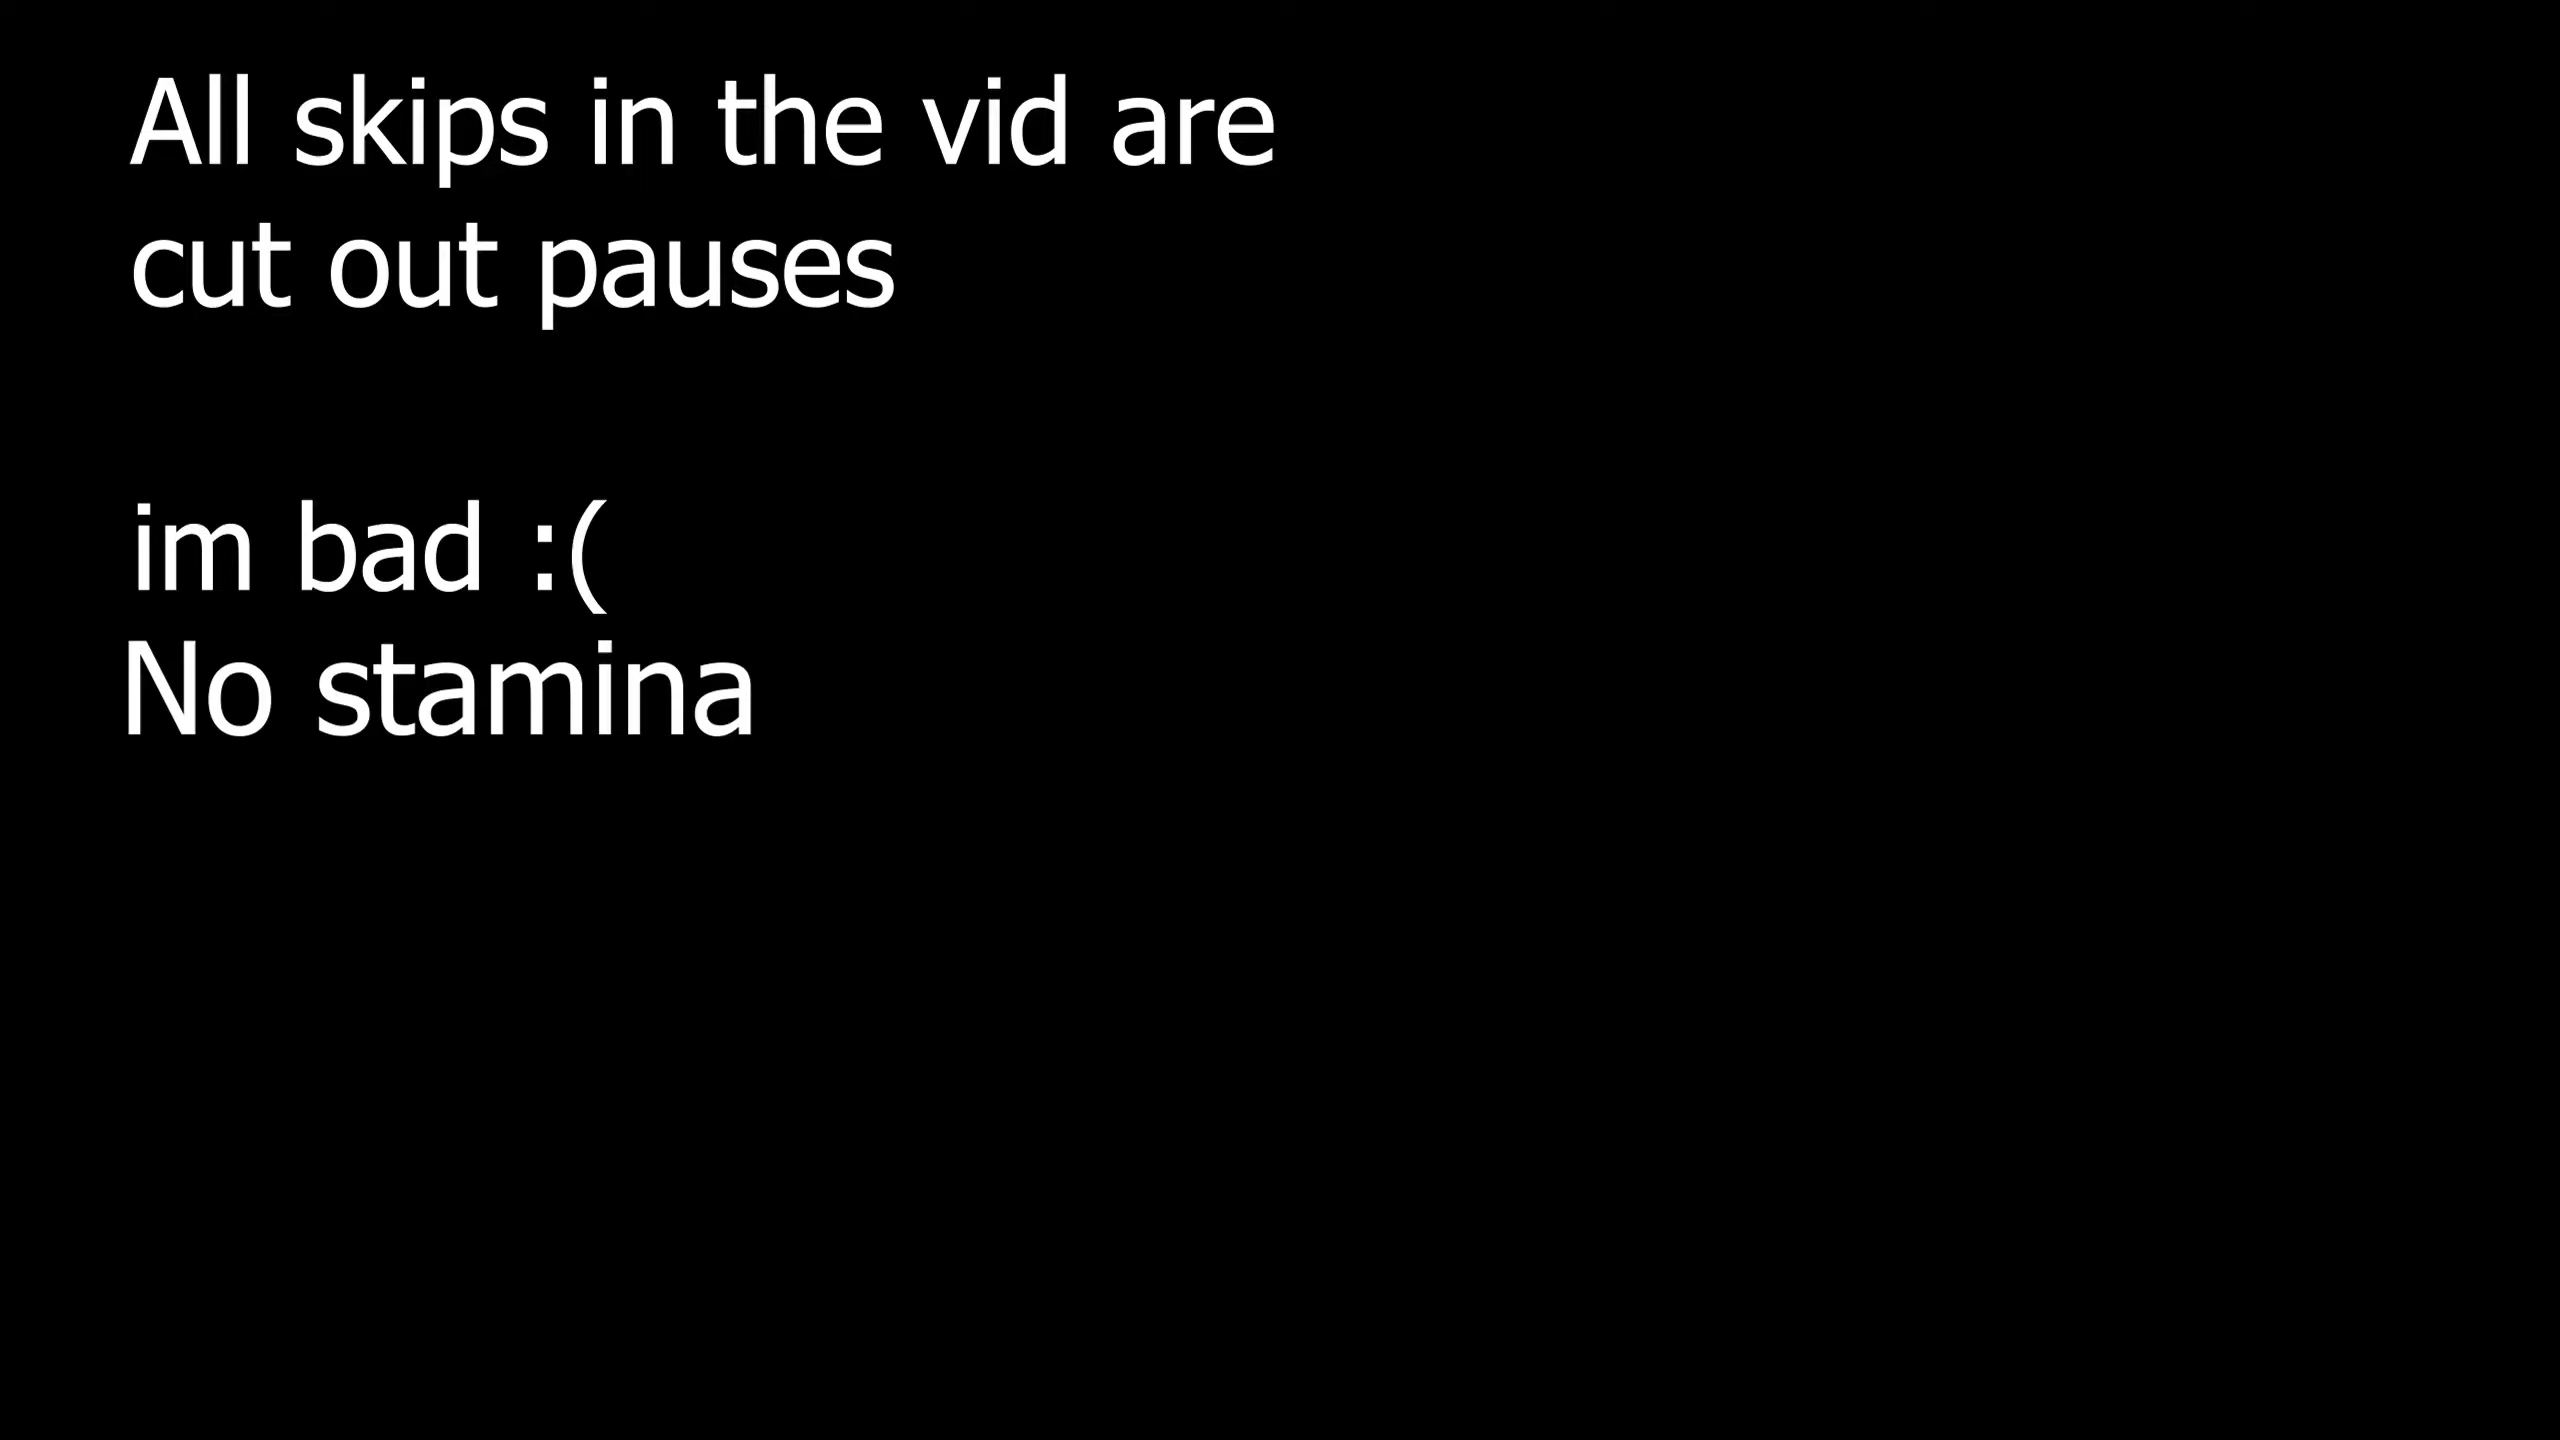 All skips in the vid are
cut out pauses
im bad :(
No stamina